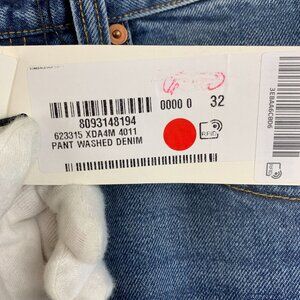 0000 0 32
8093148194
623315 XDA4M 4011
PANT WASHED DENIM
RFID